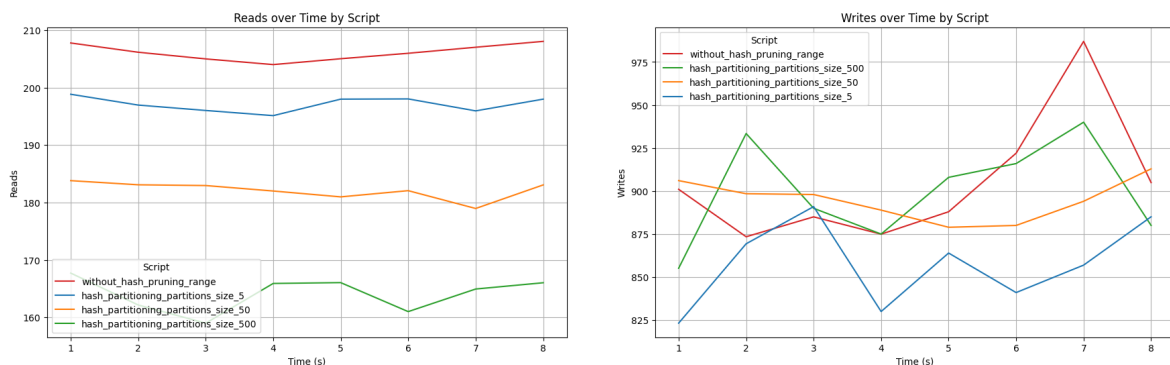 Reads over Time by Script
210
200
190
180
170
160
Reads
Script
without_hash_pruning_range
hash_partitioning_partitions_size_5
hash_partitioning_partitions_size_50
hash_partitioning_partitions_size_500
1 2 3 4 5 6 7 8
Time (s)
Writes over Time by Script
975
950
925
900
875
850
825
Writes
Script
without_hash_pruning_range
hash_partitioning_partitions_size_500
hash_partitioning_partitions_size_50
hash_partitioning_partitions_size_5
1 2 3 4 5 6 7 8
Time (s)